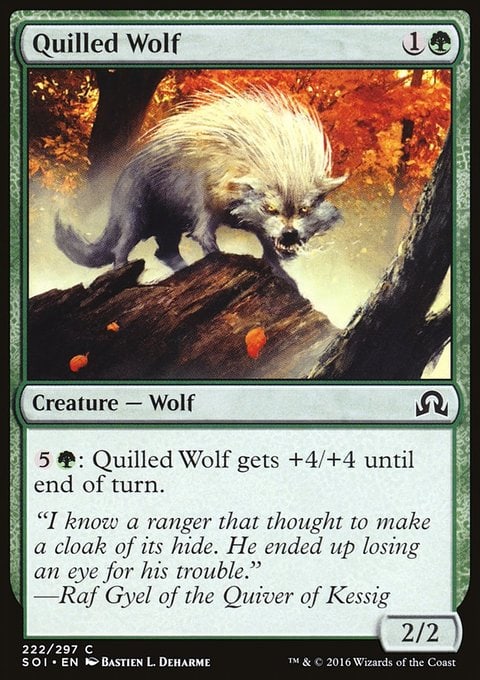 Quilled Wolf 1
Creature — Wolf
5: Quilled Wolf gets +4/+4 until
end of turn.
“I know a ranger that thought to make
a cloak of its hide. He ended up losing
an eye for his trouble.”
—Raf Gyel of the Quiver of Kessig
2/2
222/297 C
SOI • EN Bastien L. Deharme
™ & © 2016 Wizards of the Coast